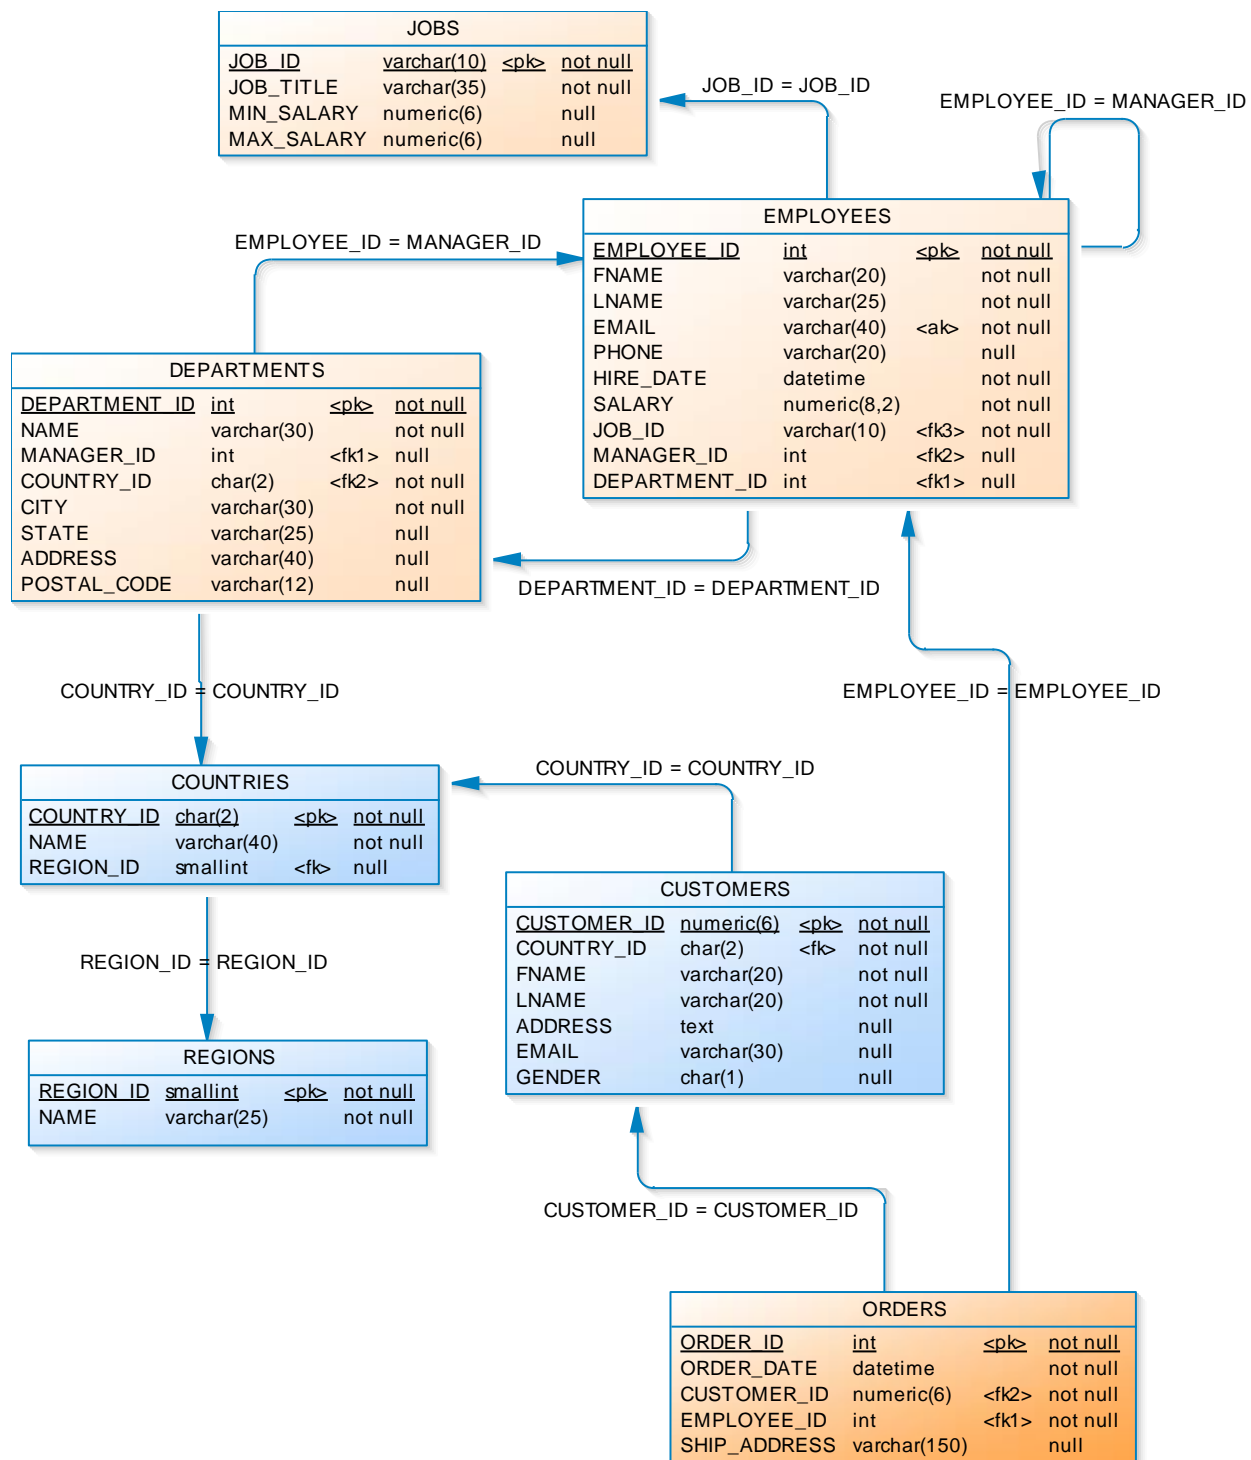 JOBS
JOB_ID varchar(10) <pk> not null
JOB_TITLE varchar(35) not null
MIN_SALARY numeric(6) null
MAX_SALARY numeric(6) null
JOB_ID = JOB_ID
EMPLOYEE_ID = MANAGER_ID
EMPLOYEES
EMPLOYEE_ID int <pk> not null
FNAME varchar(20) not null
LNAME varchar(25) not null
EMAIL varchar(40) <ak> not null
PHONE varchar(20) null
HIRE_DATE datetime not null
SALARY numeric(8,2) not null
JOB_ID varchar(10) <fk3> not null
MANAGER_ID int <fk2> null
DEPARTMENT_ID int <fk1> null
EMPLOYEE_ID = MANAGER_ID
DEPARTMENTS
DEPARTMENT_ID int <pk> not null
NAME varchar(30) not null
MANAGER_ID int <fk1> null
COUNTRY_ID char(2) <fk2> not null
CITY varchar(30) not null
STATE varchar(25) null
ADDRESS varchar(40) null
POSTAL_CODE varchar(12) null
DEPARTMENT_ID = DEPARTMENT_ID
COUNTRY_ID = COUNTRY_ID
EMPLOYEE_ID = EMPLOYEE_ID
COUNTRIES
COUNTRY_ID char(2) <pk> not null
NAME varchar(40) not null
REGION_ID smallint <fk> null
COUNTRY_ID = COUNTRY_ID
CUSTOMERS
CUSTOMER_ID numeric(6) <pk> not null
COUNTRY_ID char(2) <fk> not null
FNAME varchar(20) not null
LNAME varchar(20) not null
ADDRESS text null
EMAIL varchar(30) null
GENDER char(1) null
REGION_ID = REGION_ID
REGIONS
REGION_ID smallint <pk> not null
NAME varchar(25) not null
CUSTOMER_ID = CUSTOMER_ID
ORDERS
ORDER_ID int <pk> not null
ORDER_DATE datetime not null
CUSTOMER_ID numeric(6) <fk2> not null
EMPLOYEE_ID int <fk1> not null
SHIP_ADDRESS varchar(150) null